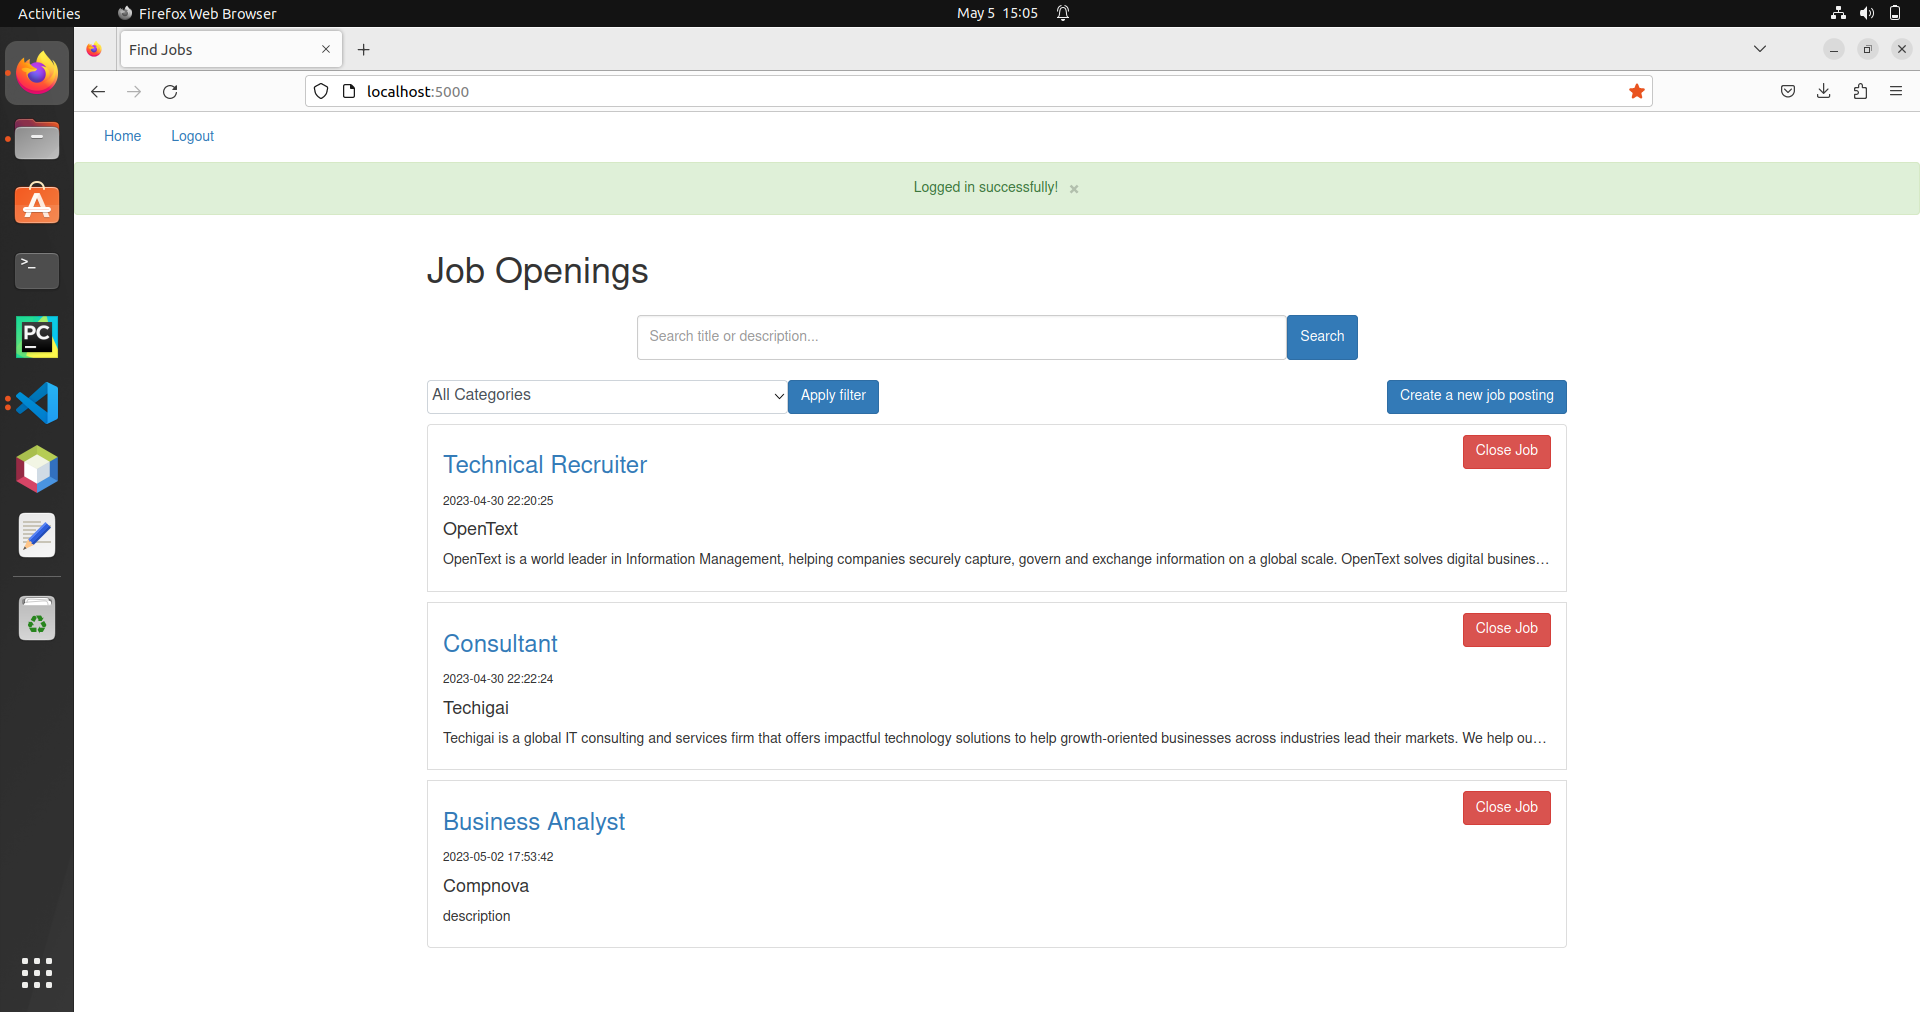 Activities Firefox Web Browser May 5 15:05
Find Jobs
localhost:5000
Home Logout
Logged in successfully! ×
Job Openings
Search title or description... Search
All Categories Apply filter Create a new job posting
Technical Recruiter Close Job
2023-04-30 22:20:25
OpenText
OpenText is a world leader in Information Management, helping companies securely capture, govern and exchange information on a global scale. OpenText solves digital busines…
Consultant Close Job
2023-04-30 22:22:24
Techigai
Techigai is a global IT consulting and services firm that offers impactful technology solutions to help growth-oriented businesses across industries lead their markets. We help ou…
Business Analyst Close Job
2023-05-02 17:53:42
Compnova
description
PC